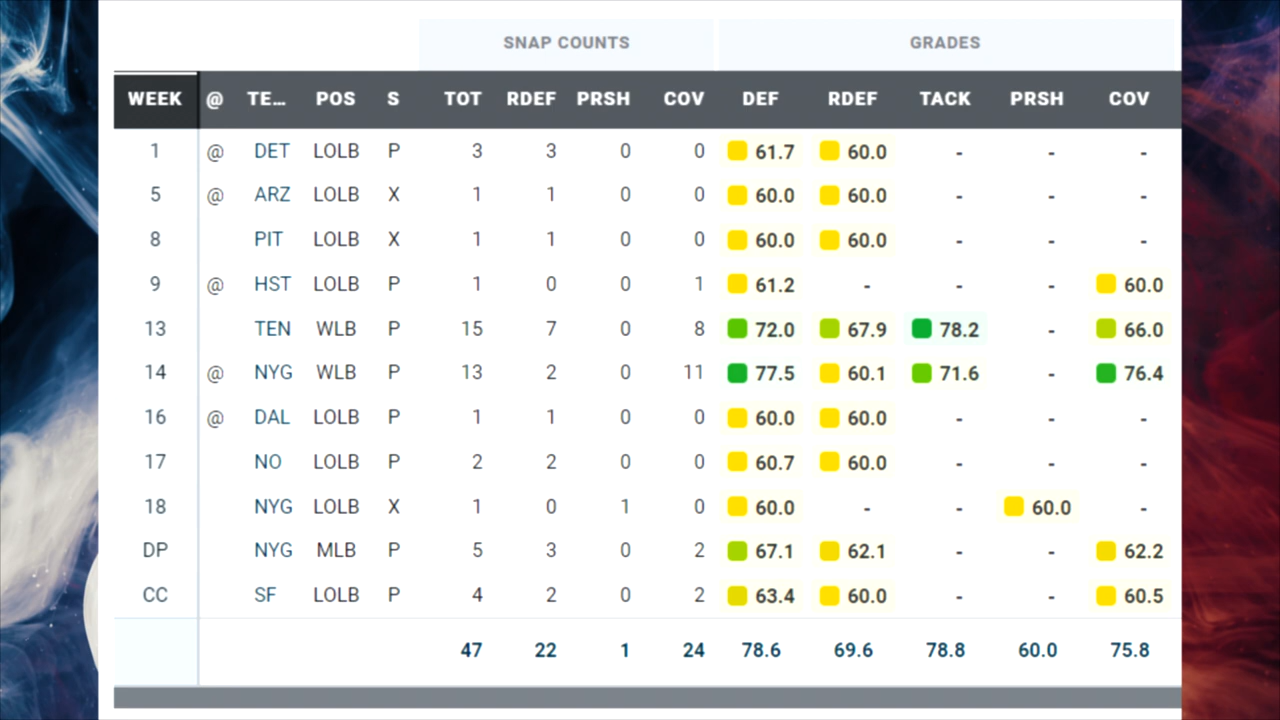 SNAP COUNTS GRADES
WEEK @ TE... POS S TOT RDEF PRSH COV DEF RDEF TACK PRSH COV
1 @ DET LOLB P 3 3 0 0 61.7 60.0 - - -
5 @ ARZ LOLB X 1 1 0 0 60.0 60.0 - - -
8 PIT LOLB X 1 1 0 0 60.0 60.0 - - -
9 @ HST LOLB P 1 0 0 1 61.2 - - - 60.0
13 TEN WLB P 15 7 0 8 72.0 67.9 78.2 - 66.0
14 @ NYG WLB P 13 2 0 11 77.5 60.1 71.6 - 76.4
16 @ DAL LOLB P 1 1 0 0 60.0 60.0 - - -
17 NO LOLB P 2 2 0 0 60.7 60.0 - - -
18 NYG LOLB X 1 0 1 0 60.0 - - 60.0 -
DP NYG MLB P 5 3 0 2 67.1 62.1 - - 62.2
CC SF LOLB P 4 2 0 2 63.4 60.0 - - 60.5
47 22 1 24 78.6 69.6 78.8 60.0 75.8